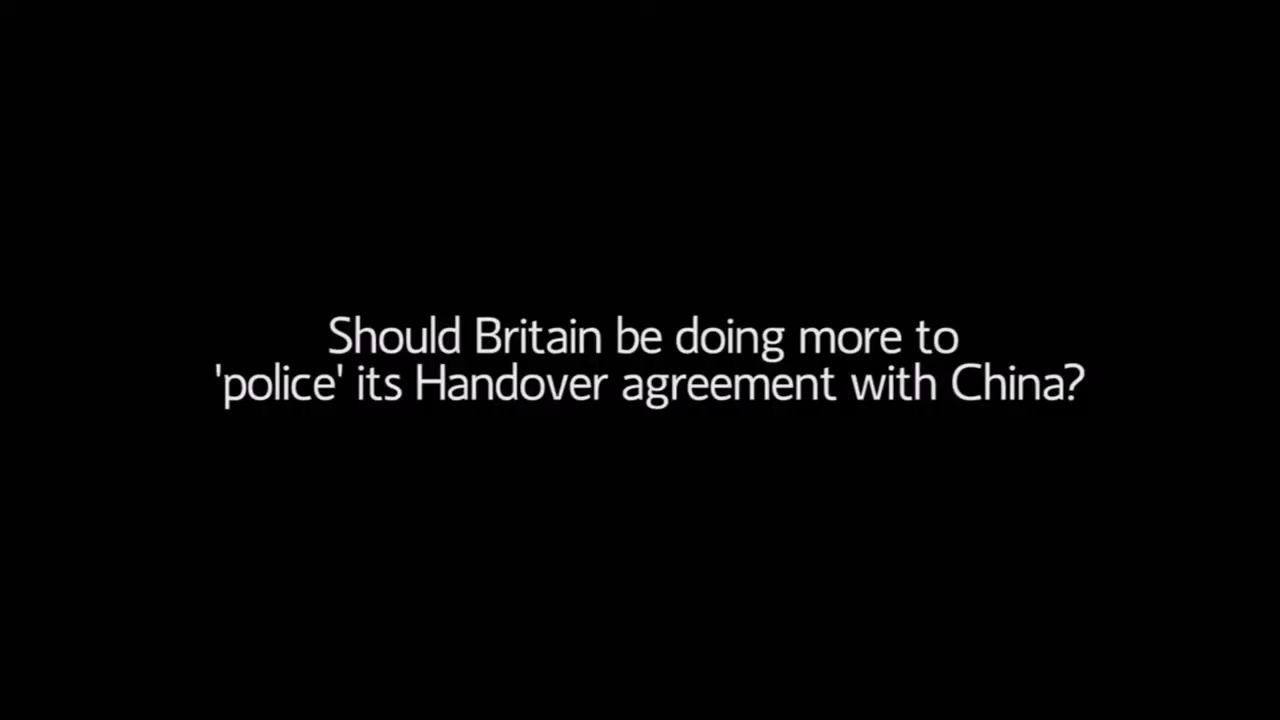 Should Britain be doing more to
'police' its Handover agreement with China?